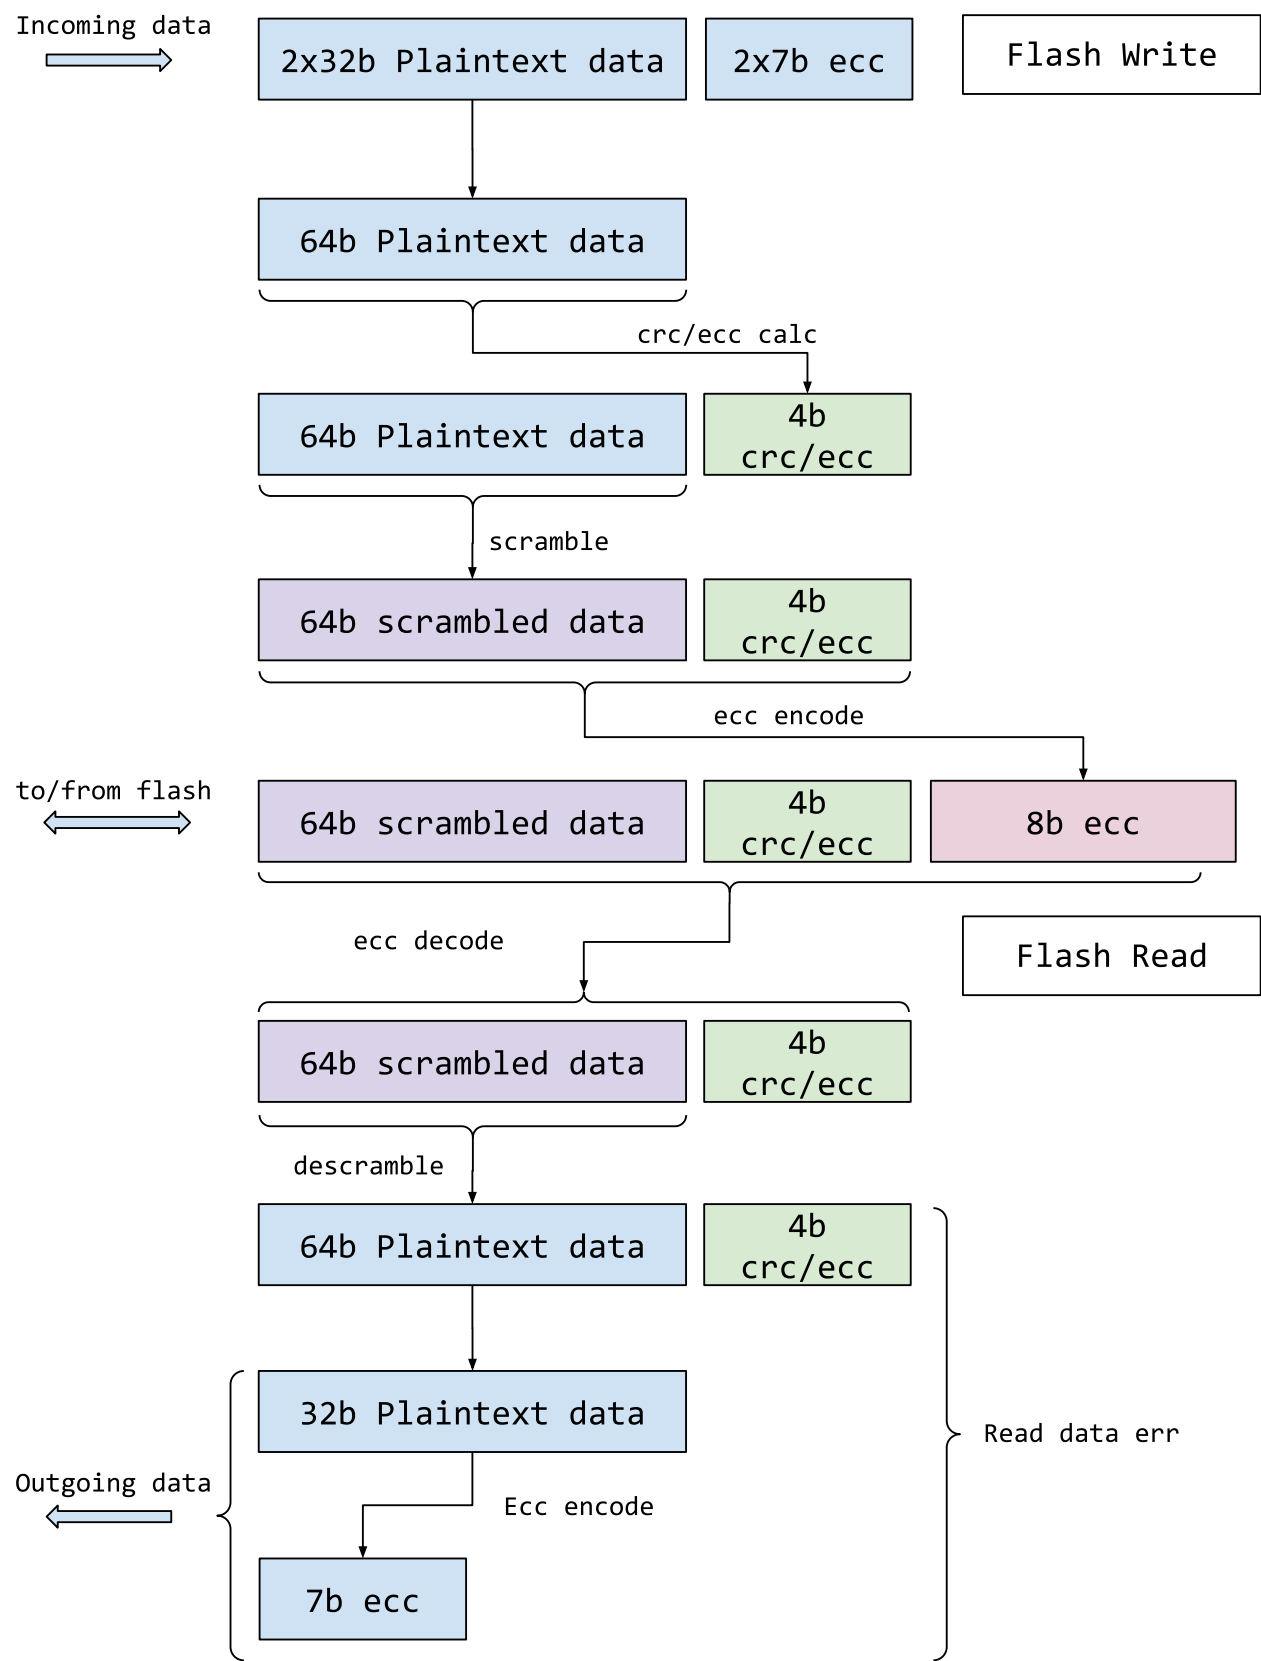 Incoming data
2x32b Plaintext data
2x7b ecc
Flash Write
64b Plaintext data
crc/ecc calc
64b Plaintext data
4b
crc/ecc
scramble
64b scrambled data
4b
crc/ecc
ecc encode
to/from flash
64b scrambled data
4b
crc/ecc
8b ecc
ecc decode
Flash Read
64b scrambled data
4b
crc/ecc
descramble
64b Plaintext data
4b
crc/ecc
32b Plaintext data
Read data err
Outgoing data
Ecc encode
7b ecc